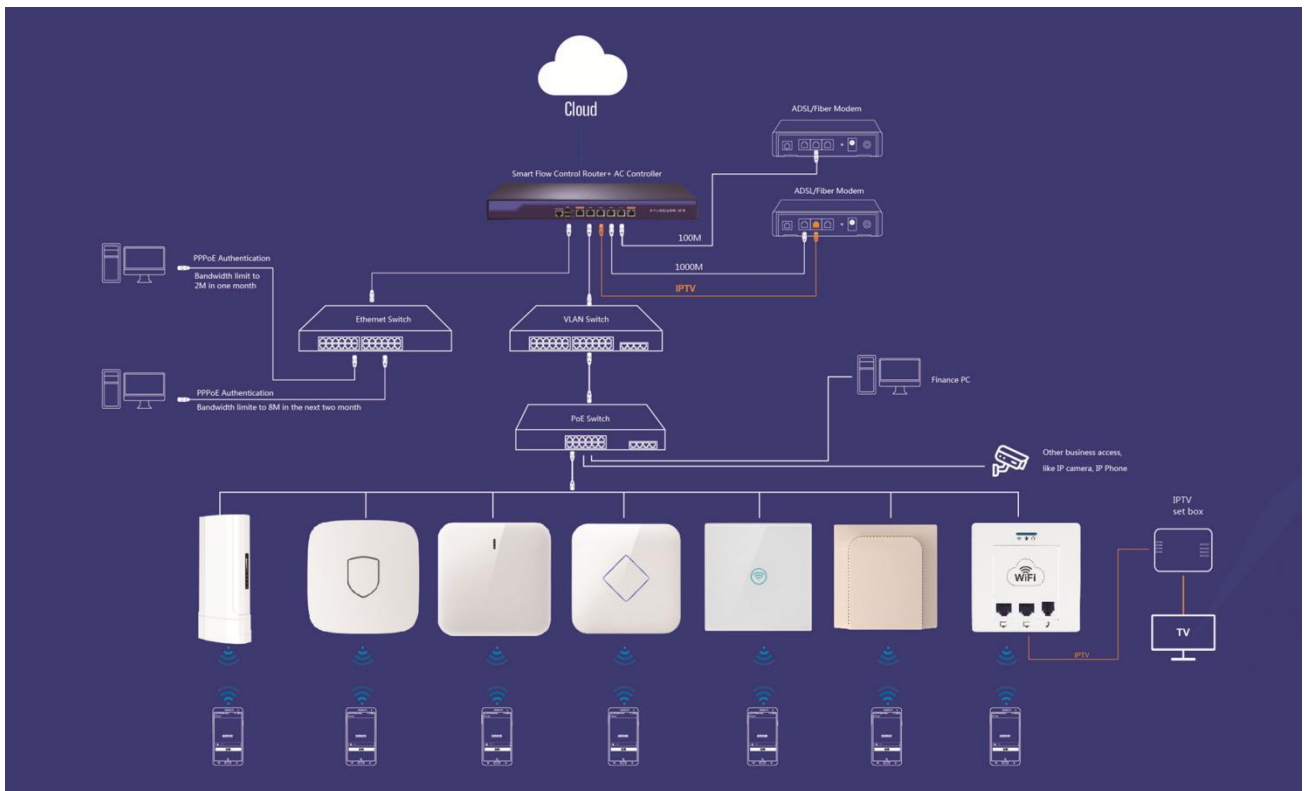 Cloud
ADSL/Fiber Modem
Smart Flow Control Router+ AC Controller
ADSL/Fiber Modem
100M
1000M
IPTV
PPPoE Authentication
Bandwidth limit to
2M in one month
Ethernet Switch
VLAN Switch
PPPoE Authentication
Bandwidth limite to 8M in the next two month
Finance PC
PoE Switch
Other business access,
like IP camera, IP Phone
IPTV
set box
WiFi
TV
IPTV